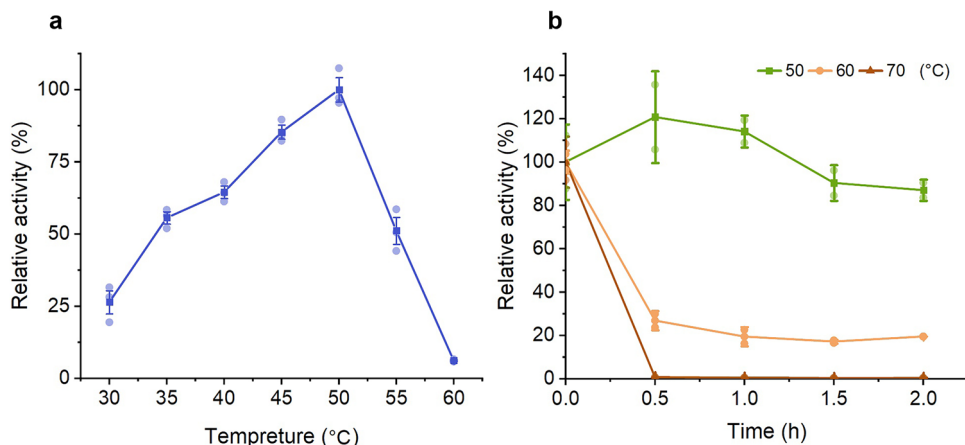 a
Relative activity (%)
100
75
50
25
0
30 35 40 45 50 55 60
Tempreture (°C)
b
50 60 70 (°C)
Relative activity (%)
140
120
100
80
60
40
20
0
0.0 0.5 1.0 1.5 2.0
Time (h)